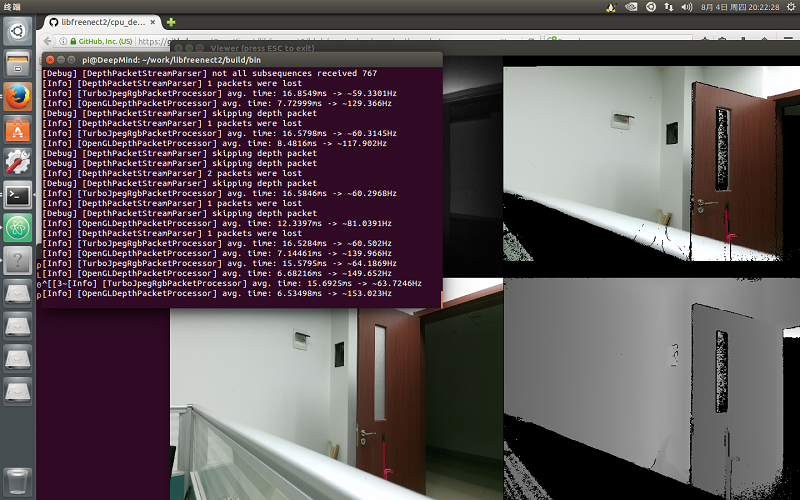 终端
8月 4日 周四 20:22:28
libfreenect2/cpu_de…
GitHub, Inc. (US)
https://
Viewer (press ESC to exit)
pi@DeepMind: ~/work/libfreenect2/build/bin
[Debug] [DepthPacketStreamParser] not all subsequences received 767
[Info] [DepthPacketStreamParser] 1 packets were lost
[Info] [TurboJpegRgbPacketProcessor] avg. time: 16.8549ms -> ~59.3301Hz
[Info] [OpenGLDepthPacketProcessor] avg. time: 7.72999ms -> ~129.366Hz
[Debug] [DepthPacketStreamParser] skipping depth packet
[Info] [DepthPacketStreamParser] 1 packets were lost
[Info] [TurboJpegRgbPacketProcessor] avg. time: 16.5798ms -> ~60.3145Hz
[Info] [OpenGLDepthPacketProcessor] avg. time: 8.4816ms -> ~117.902Hz
[Debug] [DepthPacketStreamParser] skipping depth packet
[Debug] [DepthPacketStreamParser] skipping depth packet
[Info] [DepthPacketStreamParser] 2 packets were lost
[Debug] [DepthPacketStreamParser] skipping depth packet
[Info] [TurboJpegRgbPacketProcessor] avg. time: 16.5846ms -> ~60.2968Hz
[Info] [DepthPacketStreamParser] 1 packets were lost
[Debug] [DepthPacketStreamParser] skipping depth packet
[Info] [OpenGLDepthPacketProcessor] avg. time: 12.3397ms -> ~81.0391Hz
[Info] [DepthPacketStreamParser] 1 packets were lost
[Info] [TurboJpegRgbPacketProcessor] avg. time: 16.5284ms -> ~60.502Hz
[Info] [OpenGLDepthPacketProcessor] avg. time: 7.14461ms -> ~139.966Hz
[Info] [TurboJpegRgbPacketProcessor] avg. time: 15.5795ms -> ~64.1869Hz
[Info] [OpenGLDepthPacketProcessor] avg. time: 6.68216ms -> ~149.652Hz
^[[3~[Info] [TurboJpegRgbPacketProcessor] avg. time: 15.6925ms -> ~63.7246Hz
[Info] [OpenGLDepthPacketProcessor] avg. time: 6.53498ms -> ~153.023Hz